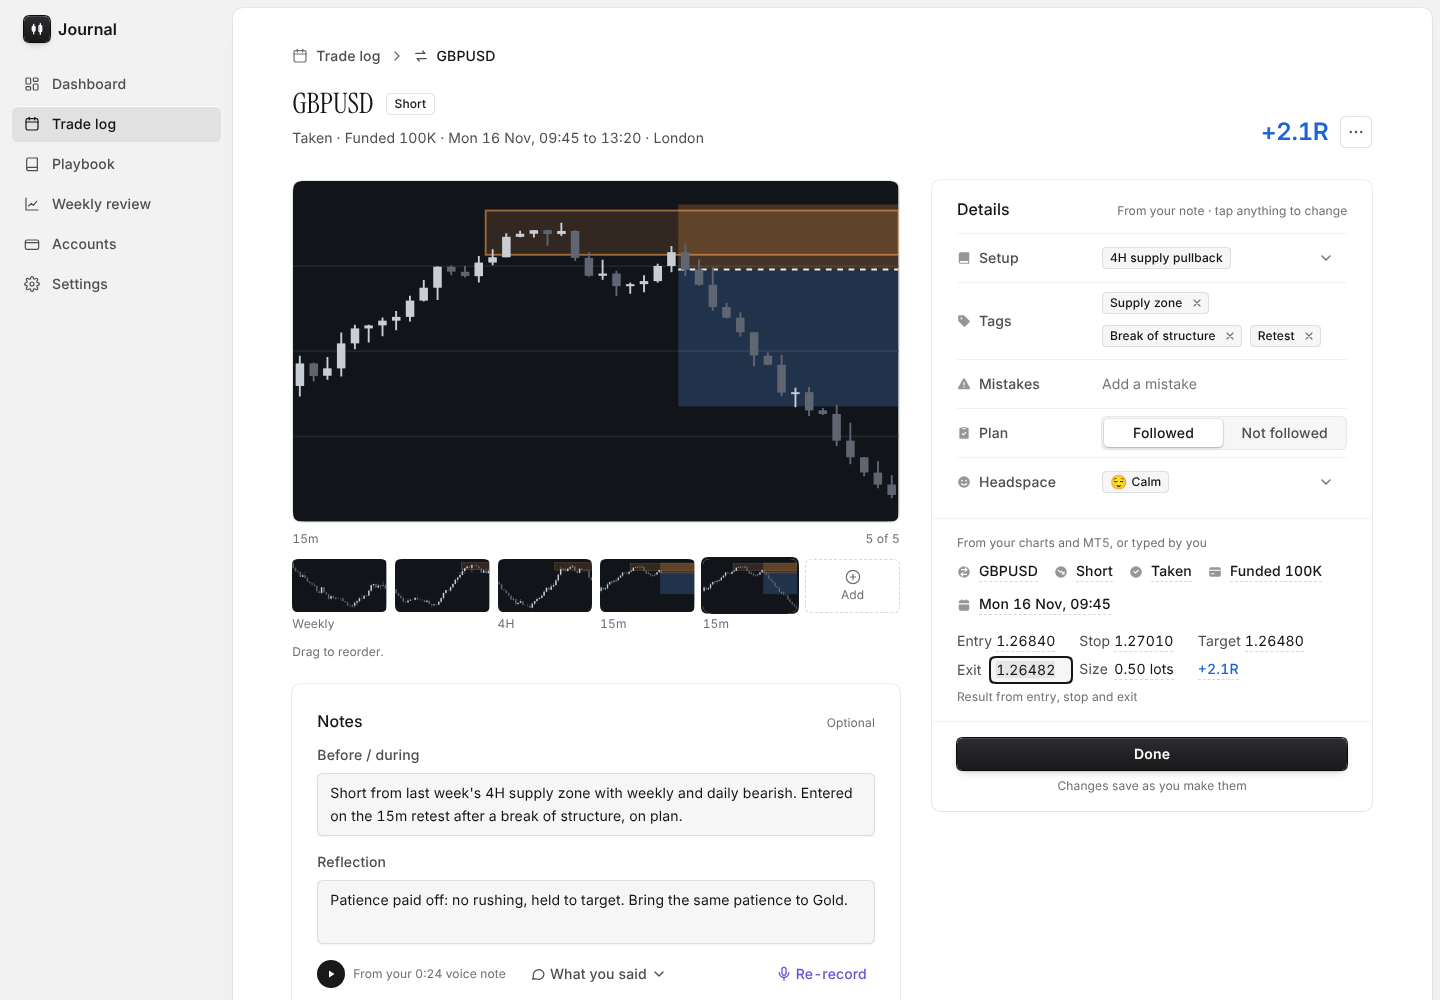 Journal
Dashboard
Trade log
Playbook
Weekly review
Accounts
Settings
Trade log
GBPUSD
GBPUSD
Short
Taken · Funded 100K · Mon 16 Nov, 09:45 to 13:20 · London
+2.1R
15m
5 of 5
Weekly
4H
15m
15m
Add
Drag to reorder.
Notes
Optional
Before / during
Short from last week's 4H supply zone with weekly and daily bearish. Entered
on the 15m retest after a break of structure, on plan.
Reflection
Patience paid off: no rushing, held to target. Bring the same patience to Gold.
From your 0:24 voice note
What you said
Re-record
Details
From your note · tap anything to change
Setup
4H supply pullback
Tags
Supply zone
Break of structure
Retest
Mistakes
Add a mistake
Plan
Followed
Not followed
Headspace
Calm
From your charts and MT5, or typed by you
GBPUSD
Short
Taken
Funded 100K
Mon 16 Nov, 09:45
Entry 1.26840
Stop 1.27010
Target 1.26480
Exit 1.26482
Size 0.50 lots
+2.1R
Result from entry, stop and exit
Done
Changes save as you make them